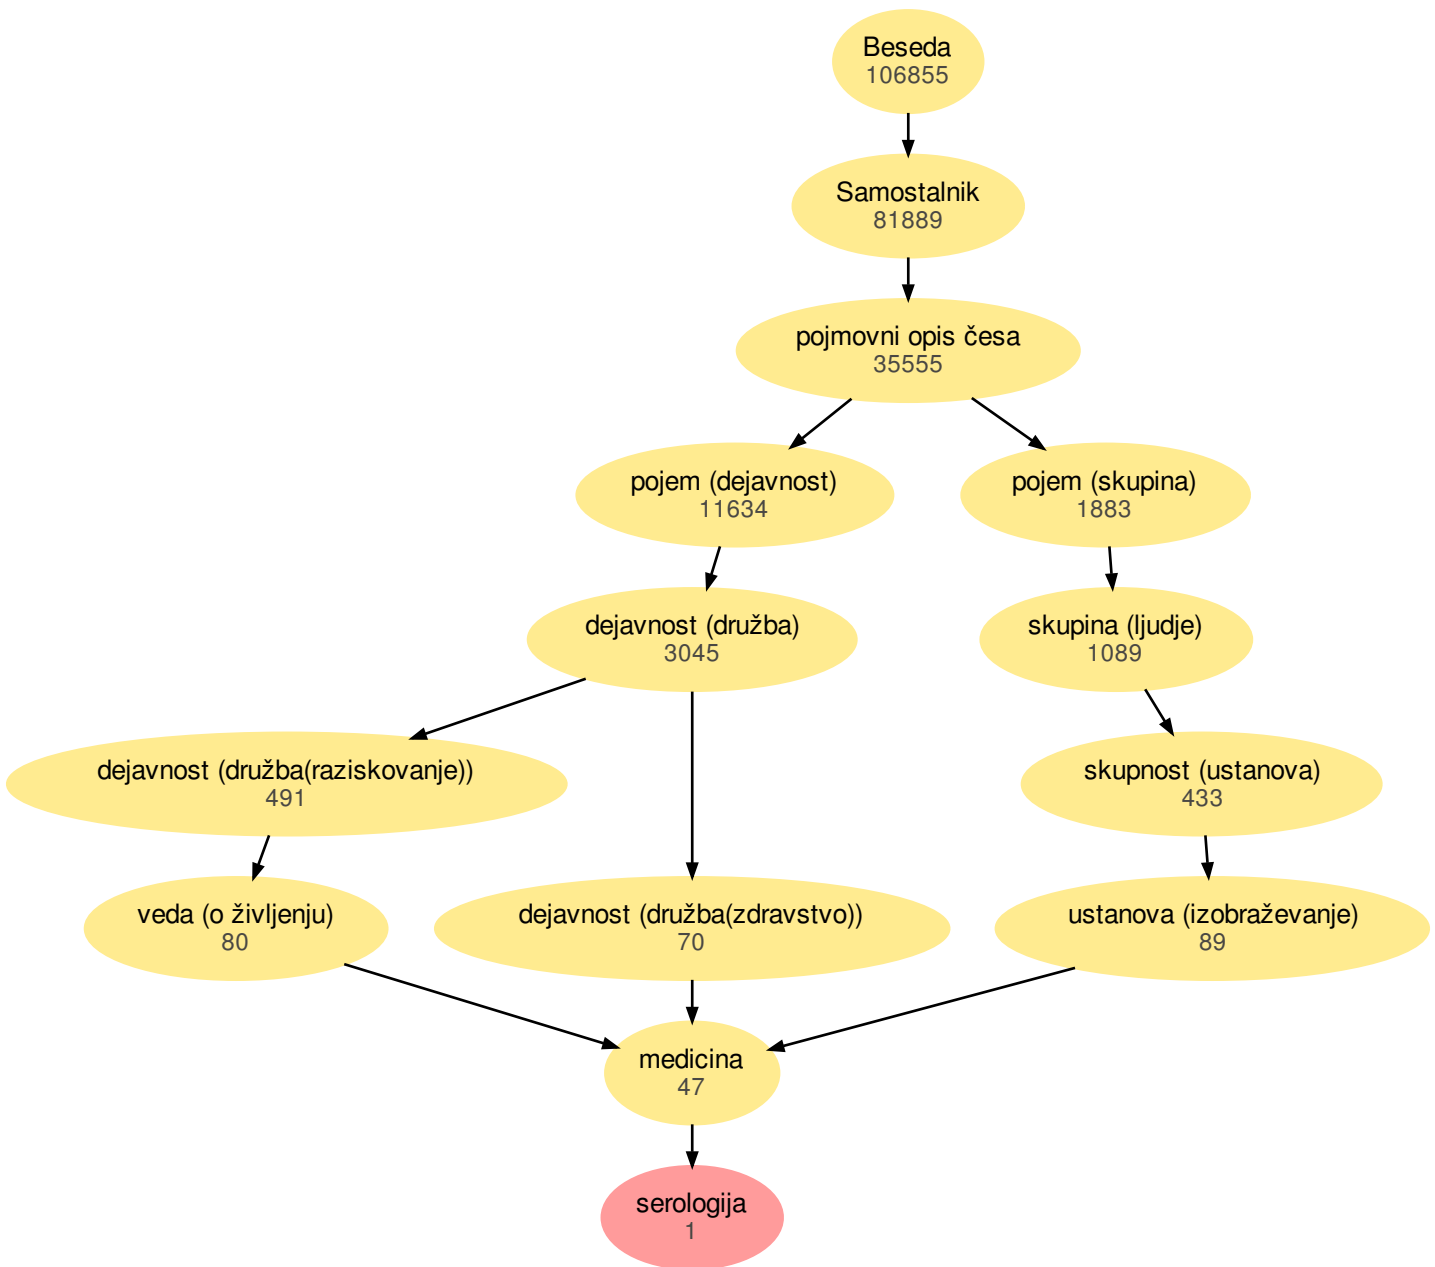 Beseda
106855
Samostalnik
81889
pojmovni opis česa
35555
pojem (dejavnost)
11634
pojem (skupina)
1883
dejavnost (družba)
3045
skupina (ljudje)
1089
dejavnost (družba(raziskovanje))
491
skupnost (ustanova)
433
veda (o življenju)
80
dejavnost (družba(zdravstvo))
70
ustanova (izobraževanje)
89
medicina
47
serologija
1